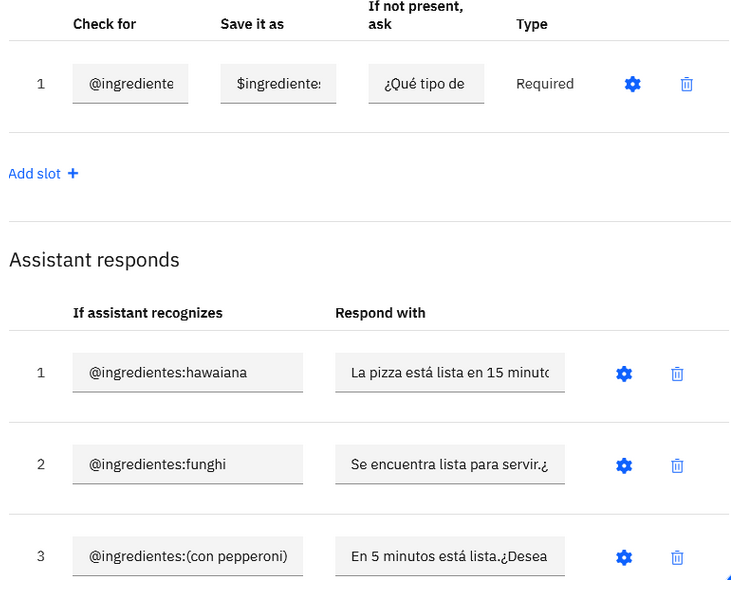 Check for
Save it as
If not present,
ask
Type
1
@ingrediente
$ingredientes
¿Qué tipo de
Required
Add slot +
Assistant responds
If assistant recognizes
Respond with
1
@ingredientes:hawaiana
La pizza está lista en 15 minuto
2
@ingredientes:funghi
Se encuentra lista para servir.¿
3
@ingredientes:(con pepperoni)
En 5 minutos está lista.¿Desea